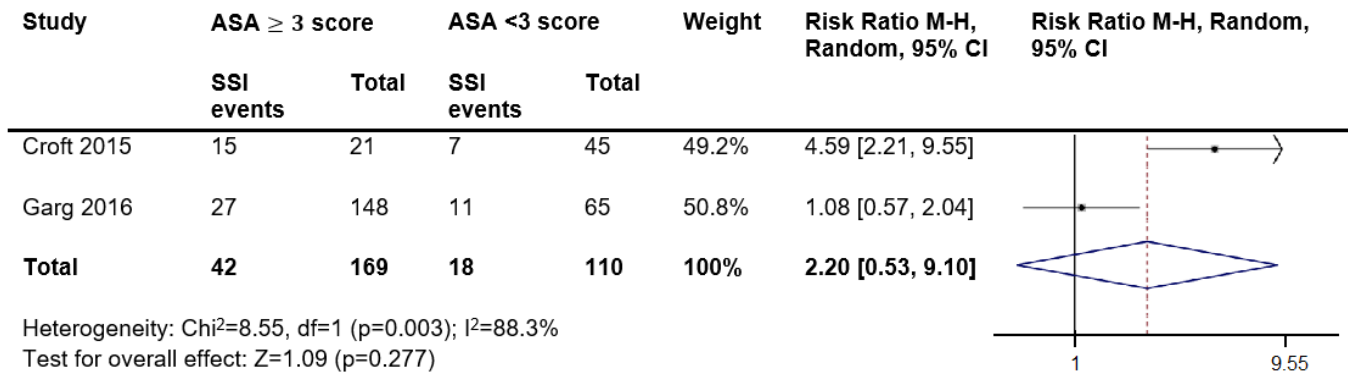 Study ASA ≥ 3 score ASA <3 score Weight Risk Ratio M-H, Random, 95% CI Risk Ratio M-H, Random, 95% CI
SSI events Total SSI events Total
Croft 2015 15 21 7 45 49.2% 4.59 [2.21, 9.55]
Garg 2016 27 148 11 65 50.8% 1.08 [0.57, 2.04]
Total 42 169 18 110 100% 2.20 [0.53, 9.10]
Heterogeneity: Chi²=8.55, df=1 (p=0.003); I²=88.3%
Test for overall effect: Z=1.09 (p=0.277)
1 9.55